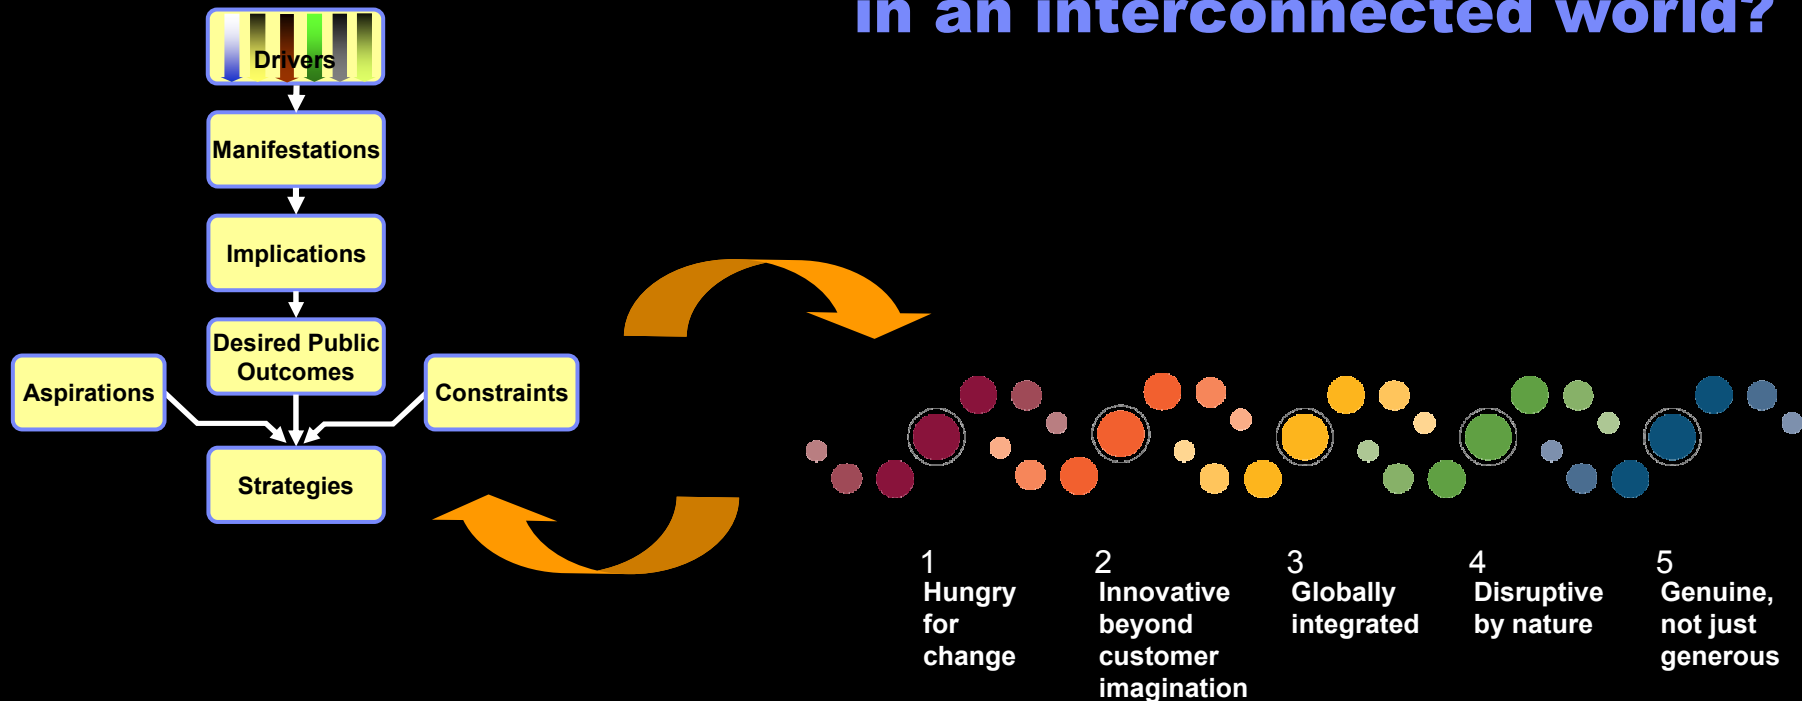 in an interconnected world?
Drivers
Manifestations
Implications
Desired Public
Outcomes
Aspirations
Constraints
Strategies
1
Hungry
for
change
2
Innovative
beyond
customer
imagination
3
Globally
integrated
4
Disruptive
by nature
5
Genuine,
not just
generous